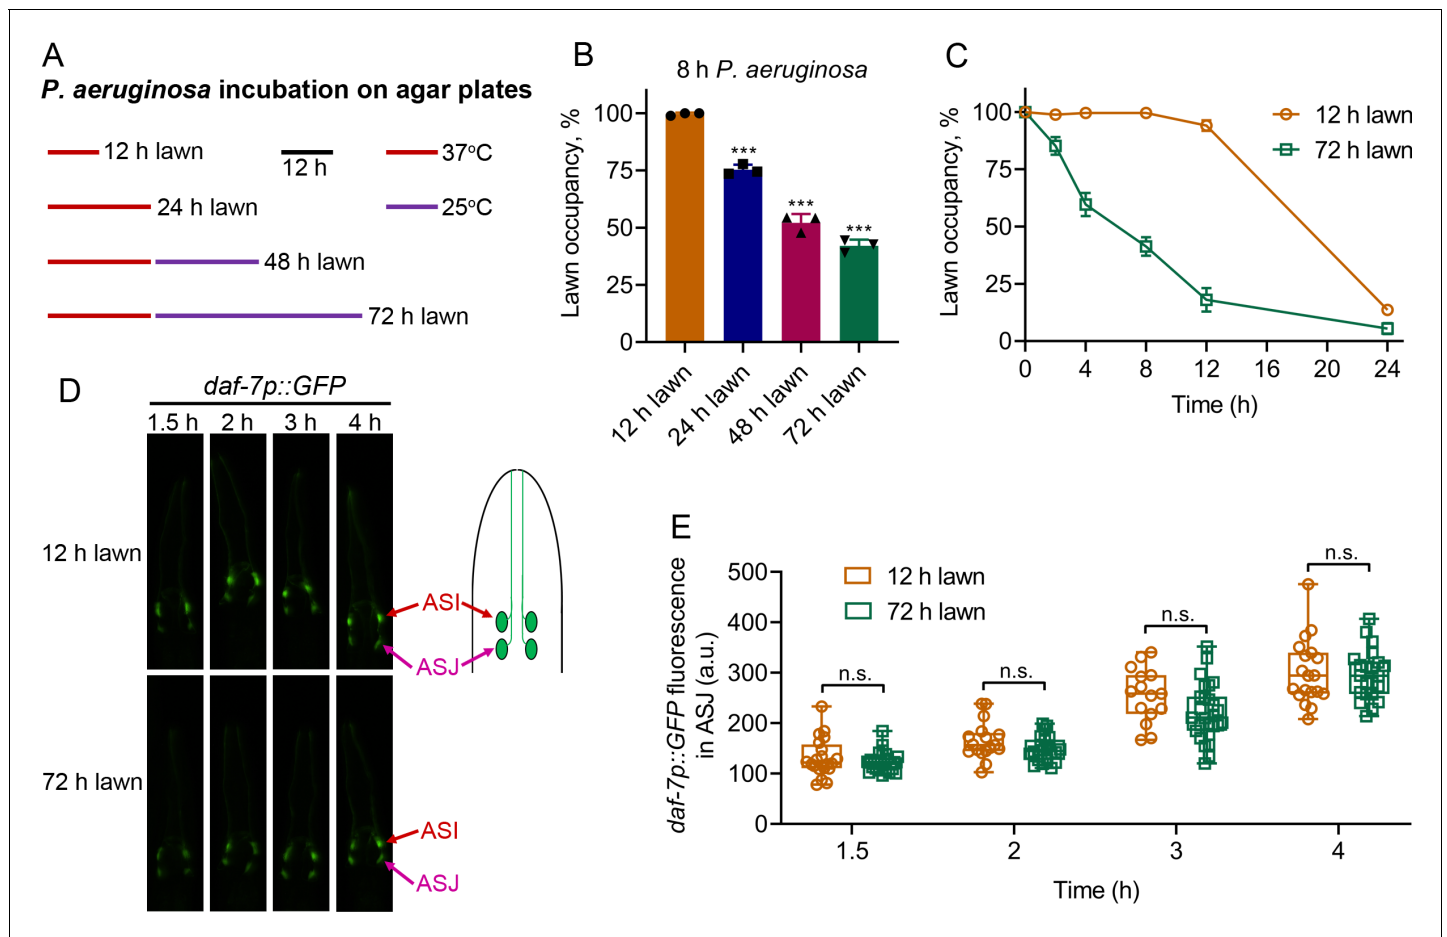 A
P. aeruginosa incubation on agar plates
12 h lawn
12 h
37°C
24 h lawn
25°C
48 h lawn
72 h lawn
B
8 h P. aeruginosa
Lawn occupancy, %
100
75
50
25
0
***
***
***
12 h lawn
24 h lawn
48 h lawn
72 h lawn
C
Lawn occupancy, %
100
75
50
25
0
0 4 8 12 16 20 24
Time (h)
12 h lawn
72 h lawn
D
daf-7p::GFP
1.5 h 2 h 3 h 4 h
12 h lawn
ASI
ASJ
72 h lawn
ASI
ASJ
E
daf-7p::GFP fluorescence
in ASJ (a.u.)
500
400
300
200
100
0
12 h lawn
72 h lawn
n.s.
n.s.
n.s.
n.s.
1.5 2 3 4
Time (h)